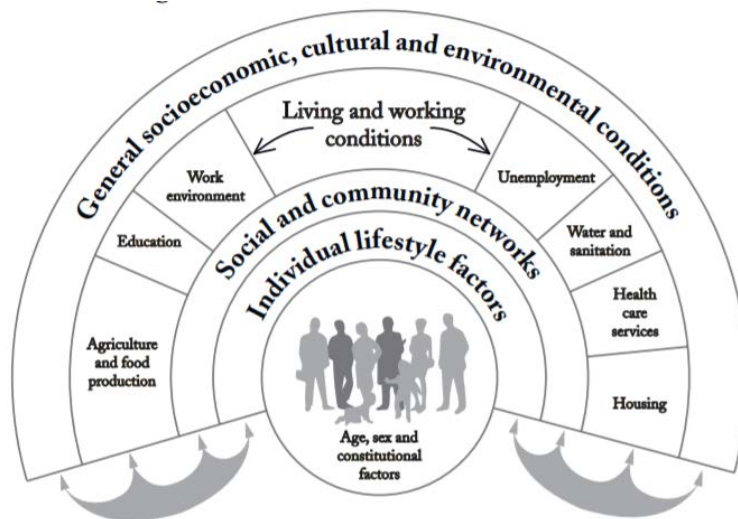 General socioeconomic, cultural and environmental conditions
Living and working
conditions
Work
environment
Unemployment
Education
Water and
sanitation
Social and community networks
Individual lifestyle factors
Agriculture
and food
production
Health
care
services
Housing
Age, sex and
constitutional
factors